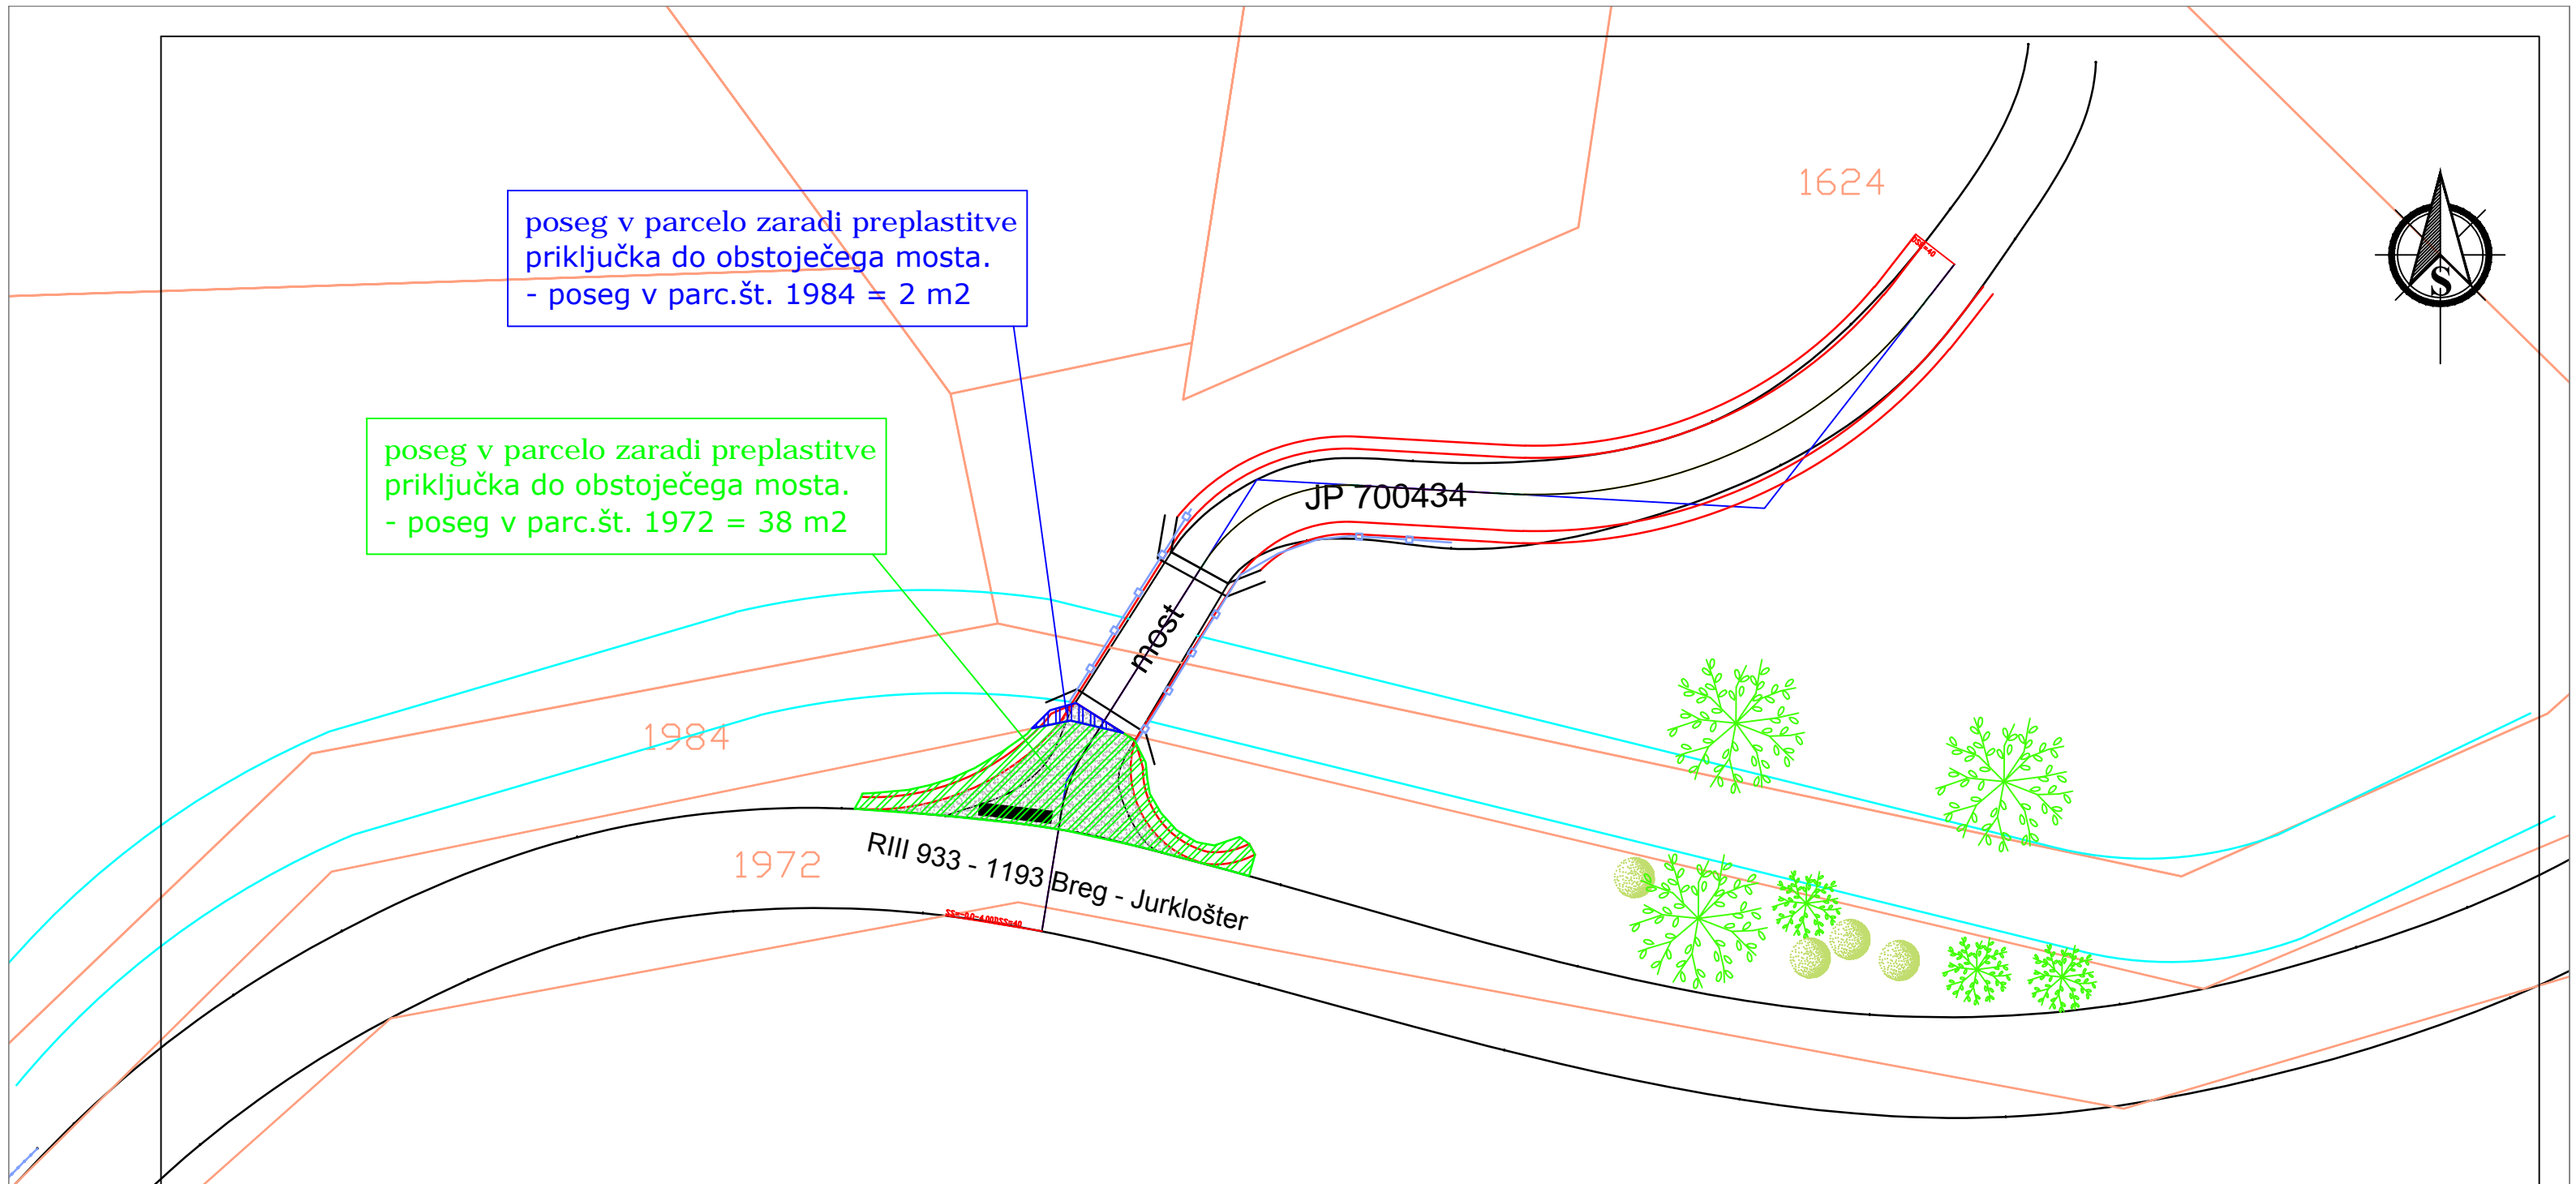 1624
poseg v parcelo zaradi preplastitve
priključka do obstoječega mosta.
- poseg v parc.št. 1984 = 2 m2
S
poseg v parcelo zaradi preplastitve
priključka do obstoječega mosta.
- poseg v parc.št. 1972 = 38 m2
JP 700434
most
1984
1972
RIII 933 - 1193 Breg - Jurklošter